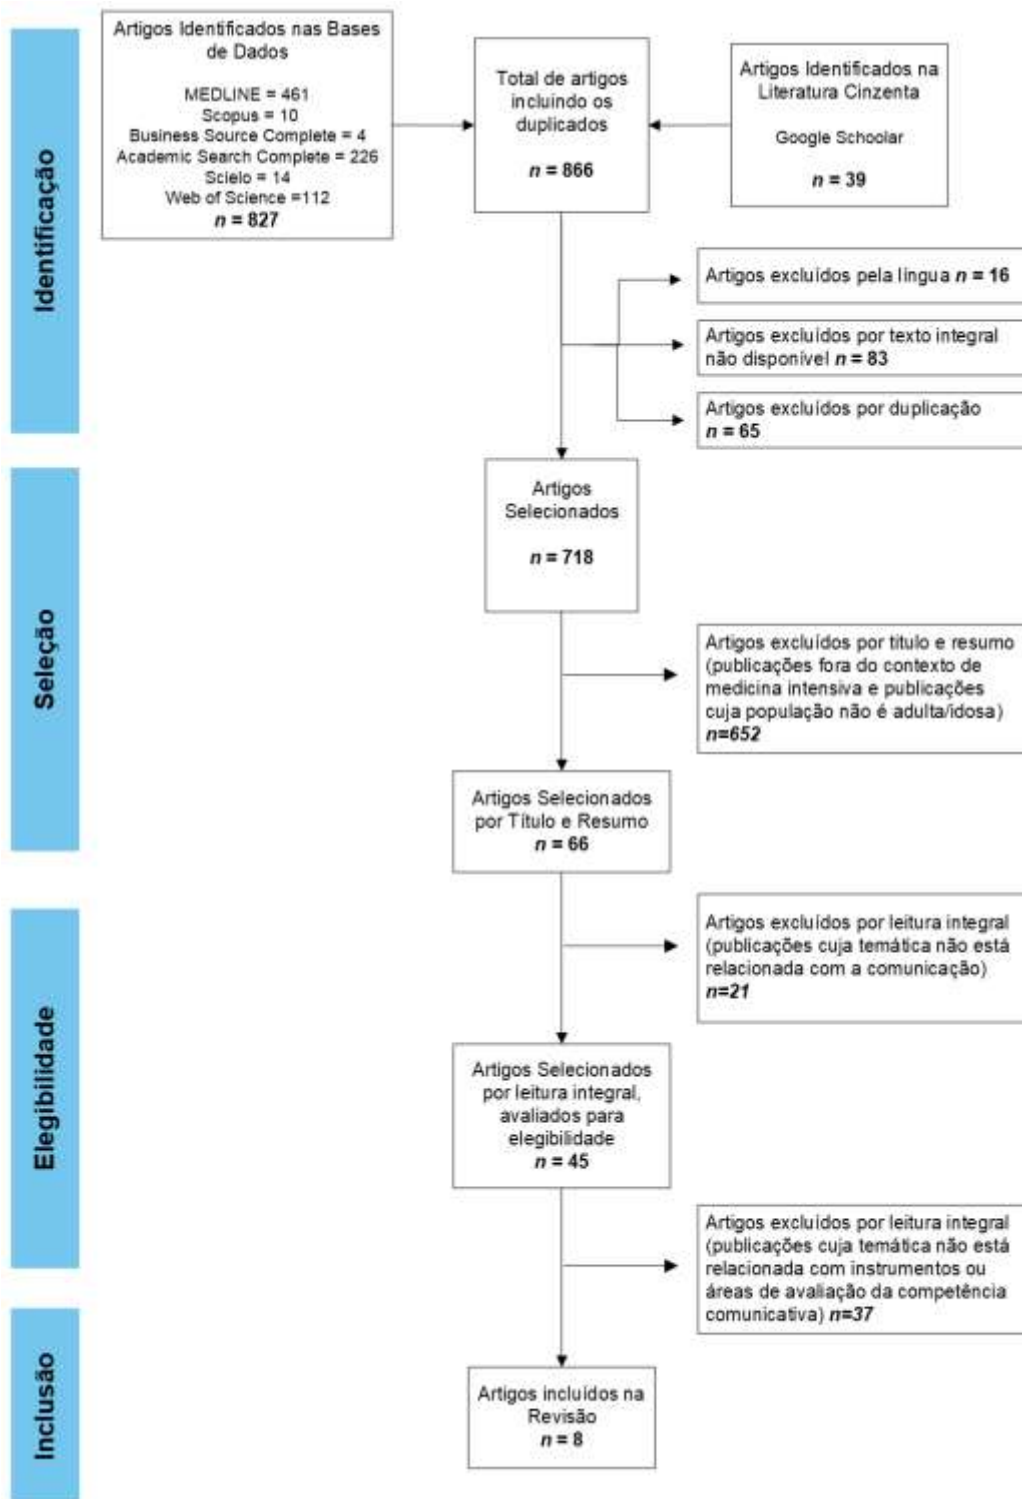 Identificação
Artigos Identificados nas Bases
de Dados
MEDLINE = 461
Scopus = 10
Business Source Complete = 4
Academic Search Complete = 226
Scielo = 14
Web of Science =112
n = 827
Total de artigos
incluindo os
duplicados
n = 866
Artigos Identificados na
Literatura Cinzenta
Google Schoolar
n = 39
Artigos excluídos pela língua n = 16
Artigos excluídos por texto integral
não disponível n = 83
Artigos excluídos por duplicação
n = 65
Seleção
Artigos
Selecionados
n = 718
Artigos excluídos por título e resumo
(publicações fora do contexto de
medicina intensiva e publicações
cuja população não é adulta/idosa)
n=652
Artigos Selecionados
por Título e Resumo
n = 66
Elegibilidade
Artigos excluídos por leitura integral
(publicações cuja temática não está
relacionada com a comunicação)
n=21
Artigos Selecionados
por leitura integral,
avaliados para
elegibilidade
n = 45
Artigos excluídos por leitura integral
(publicações cuja temática não está
relacionada com instrumentos ou
áreas de avaliação da competência
comunicativa) n=37
Inclusão
Artigos incluídos na
Revisão
n = 8